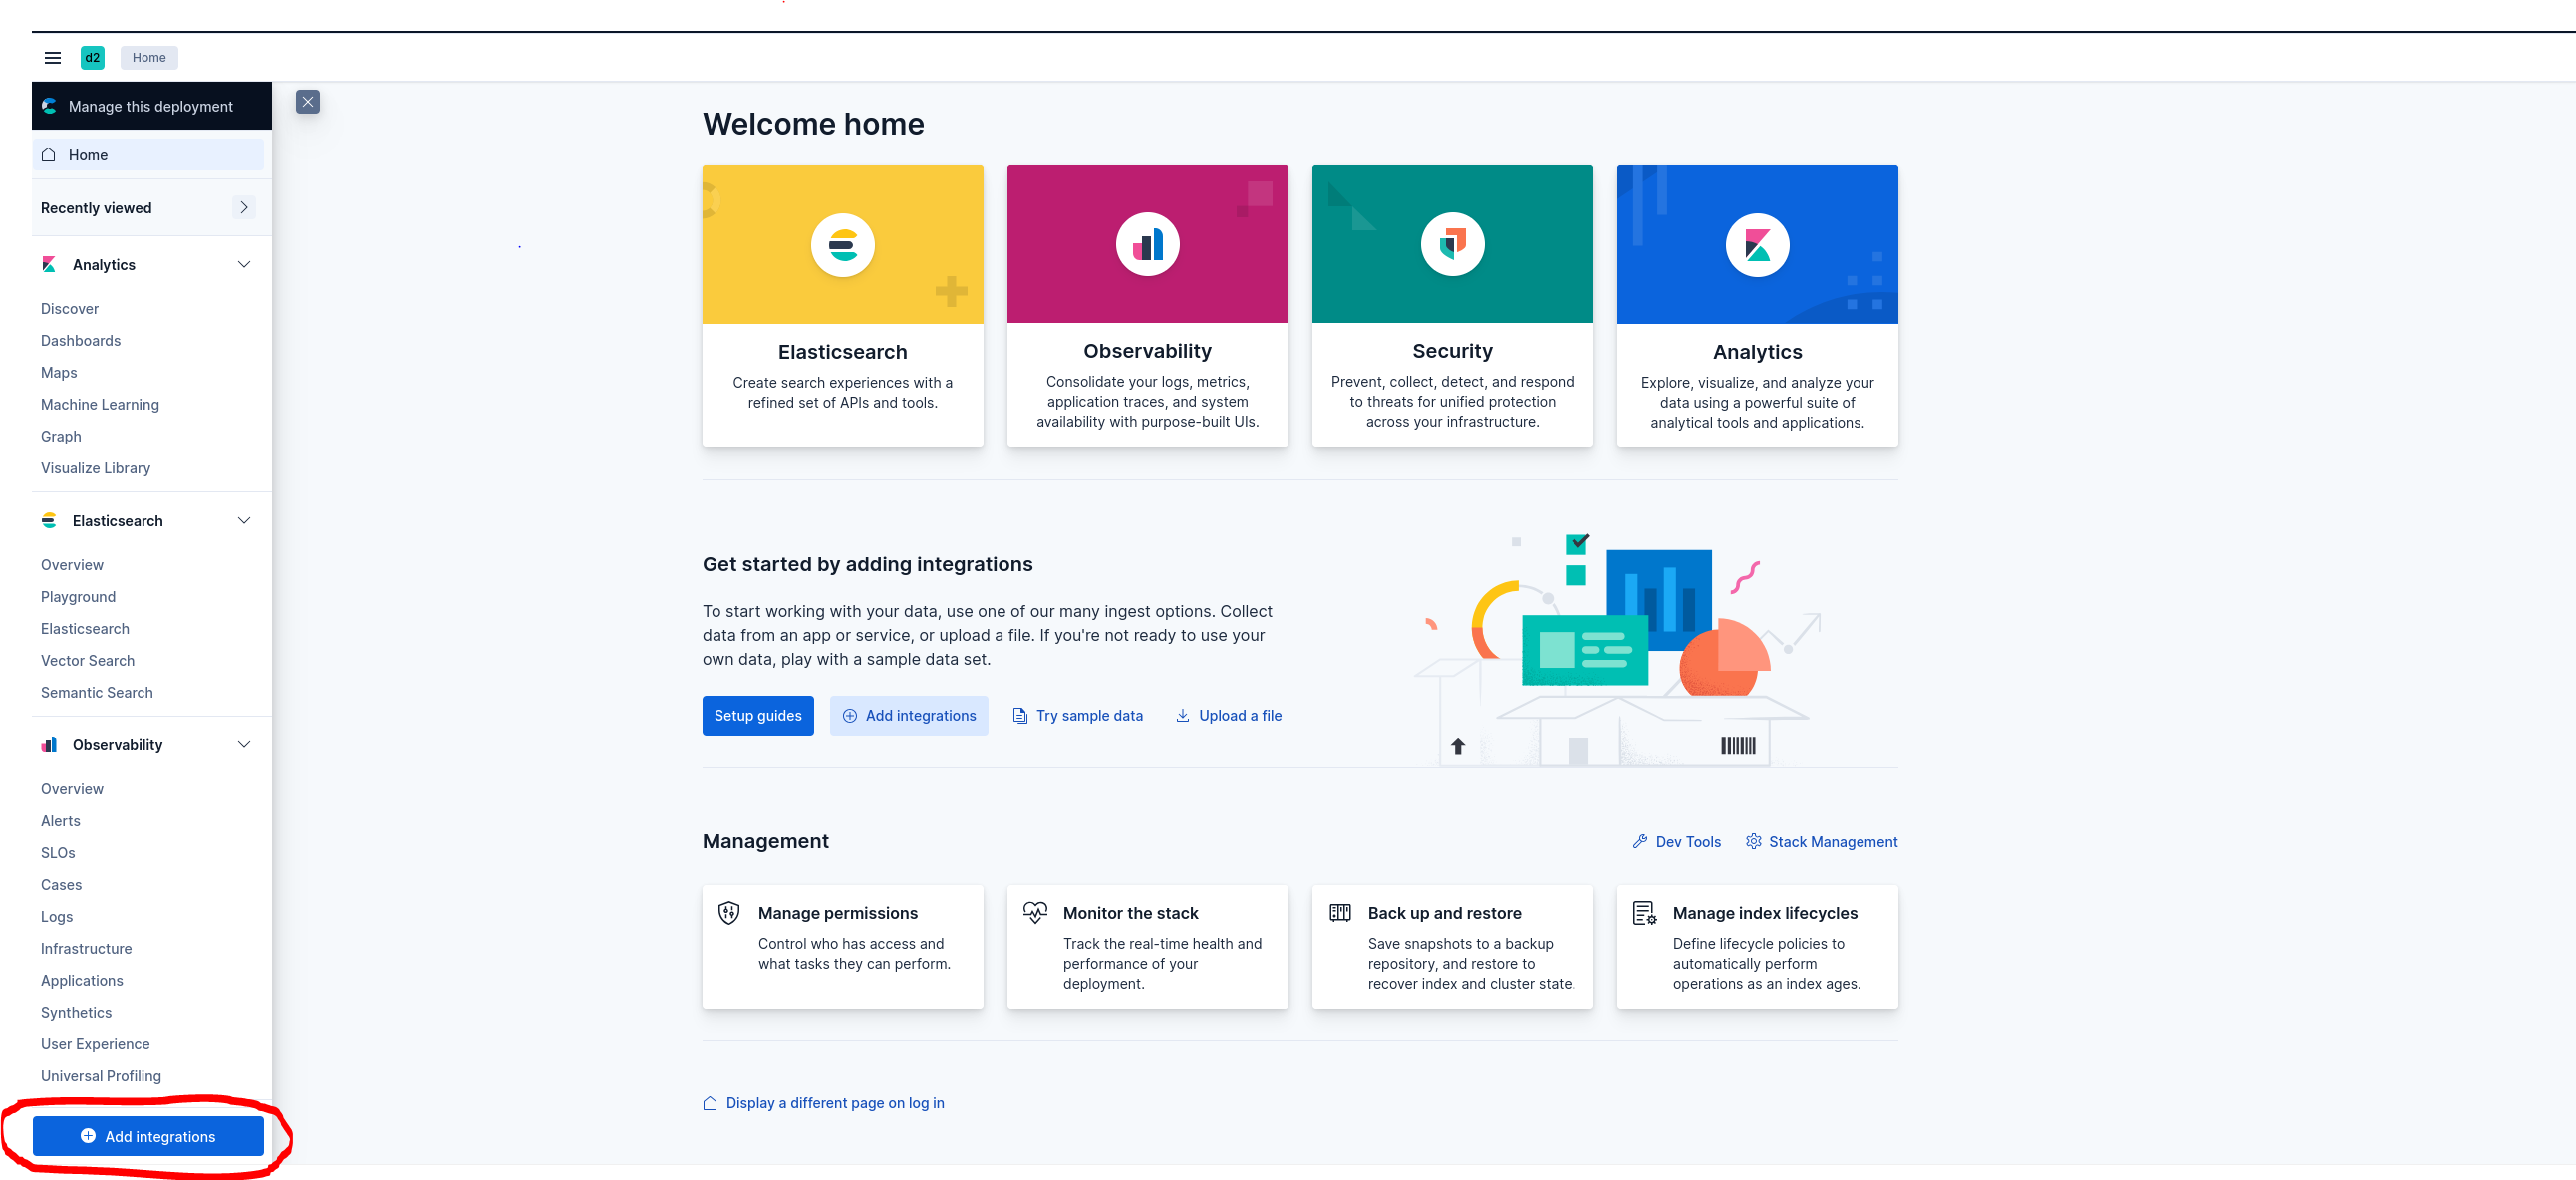 d2 Home
Manage this deployment
Home
Recently viewed
Analytics
Discover
Dashboards
Maps
Machine Learning
Graph
Visualize Library
Elasticsearch
Overview
Playground
Elasticsearch
Vector Search
Semantic Search
Observability
Overview
Alerts
SLOs
Cases
Logs
Infrastructure
Applications
Synthetics
User Experience
Universal Profiling
Add integrations
Welcome home
Elasticsearch
Create search experiences with a
refined set of APIs and tools.
Observability
Consolidate your logs, metrics,
application traces, and system
availability with purpose-built UIs.
Security
Prevent, collect, detect, and respond
to threats for unified protection
across your infrastructure.
Analytics
Explore, visualize, and analyze your
data using a powerful suite of
analytical tools and applications.
Get started by adding integrations
To start working with your data, use one of our many ingest options. Collect
data from an app or service, or upload a file. If you're not ready to use your
own data, play with a sample data set.
Setup guides Add integrations Try sample data Upload a file
Management
Dev Tools Stack Management
Manage permissions
Control who has access and
what tasks they can perform.
Monitor the stack
Track the real-time health and
performance of your
deployment.
Back up and restore
Save snapshots to a backup
repository, and restore to
recover index and cluster state.
Manage index lifecycles
Define lifecycle policies to
automatically perform
operations as an index ages.
Display a different page on log in